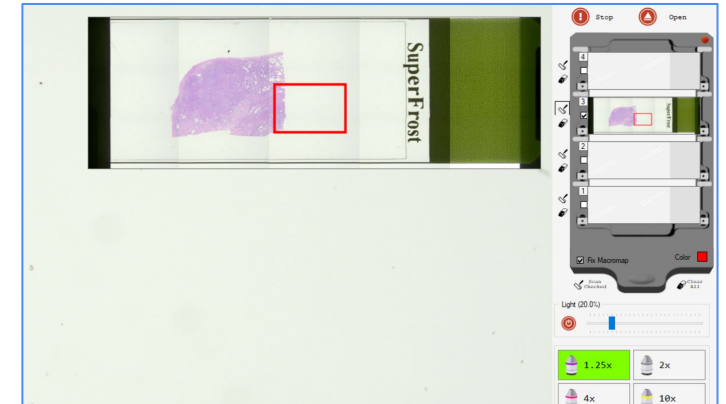 Stop
Open
SuperFrost
4
3
SuperFrost
2
1
Fix Macromap
Color
Scan
Checked
Clear
All
Light (20.0%)
1.25x
2x
4x
10x